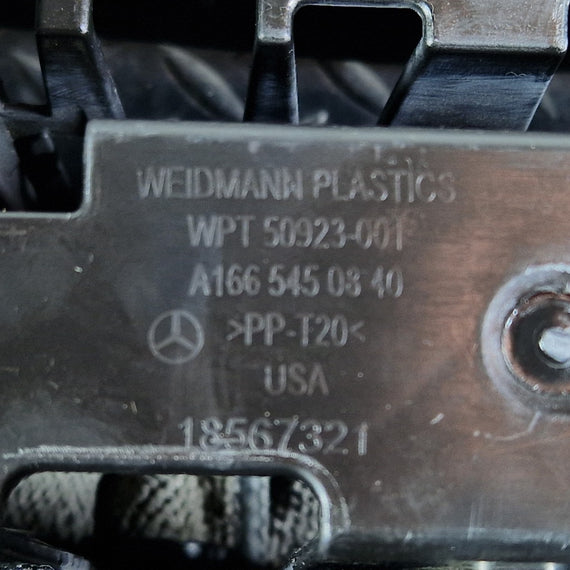 WEIDMANN PLASTICS
WPT 50923-001
A166 545 08 40
>PP-T20<
USA
18567321